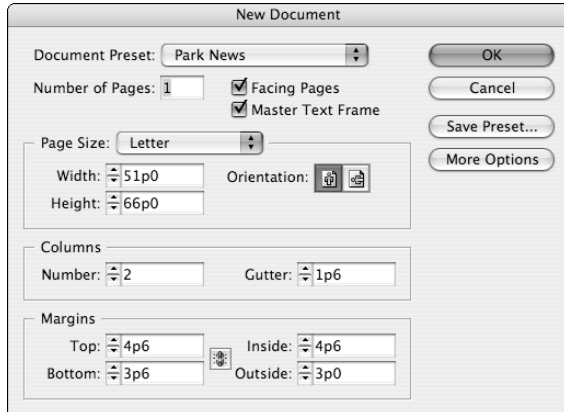 New Document
Document Preset: Park News
OK
Number of Pages: 1
Facing Pages
Cancel
Master Text Frame
Save Preset...
Page Size: Letter
More Options
Width: 51p0
Orientation:
Height: 66p0
Columns
Number: 2
Gutter: 1p6
Margins
Top: 4p6
Inside: 4p6
Bottom: 3p6
Outside: 3p0